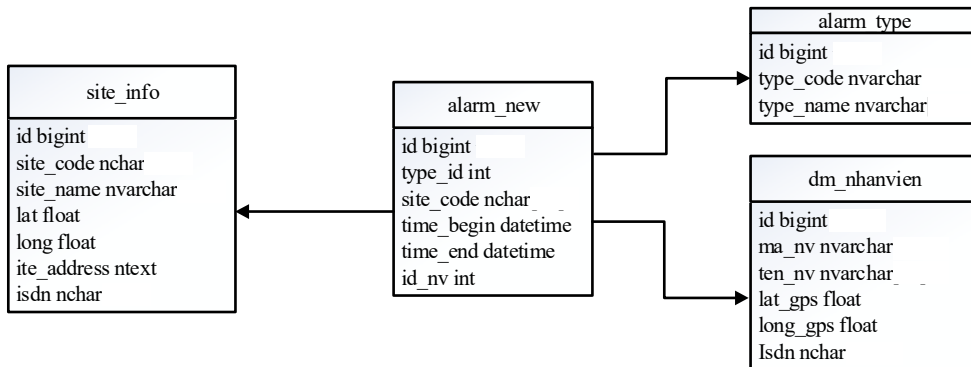 site_info
id bigint
site_code nchar
site_name nvarchar
lat float
long float
ite_address ntext
isdn nchar
alarm_new
id bigint
type_id int
site_code nchar
time_begin datetime
time_end datetime
id_nv int
alarm_type
id bigint
type_code nvarchar
type_name nvarchar
dm_nhanvien
id bigint
ma_nv nvarchar
ten_nv nvarchar
lat_gps float
long_gps float
Isdn nchar